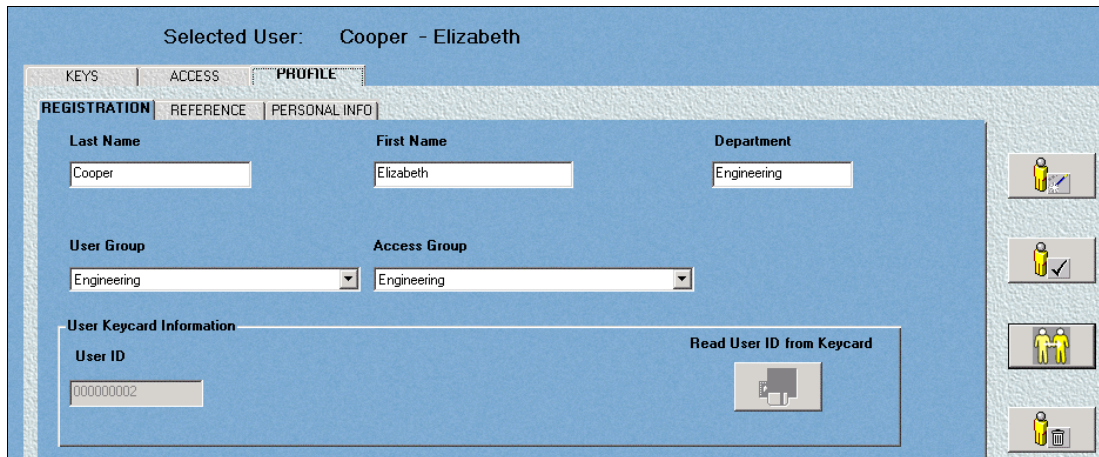 Selected User: Cooper - Elizabeth
KEYS ACCESS PROFILE
REGISTRATION REFERENCE PERSONAL INFO
Last Name First Name Department
Cooper Elizabeth Engineering
User Group Access Group
Engineering Engineering
User Keycard Information
User ID Read User ID from Keycard
000000002